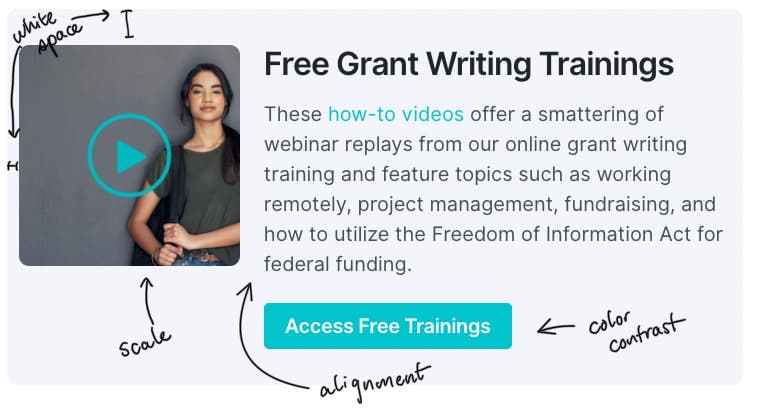 white
space
Free Grant Writing Trainings
These how-to videos offer a smattering of
webinar replays from our online grant writing
training and feature topics such as working
remotely, project management, fundraising, and
how to utilize the Freedom of Information Act for
federal funding.
Access Free Trainings
color
contrast
scale
alignment